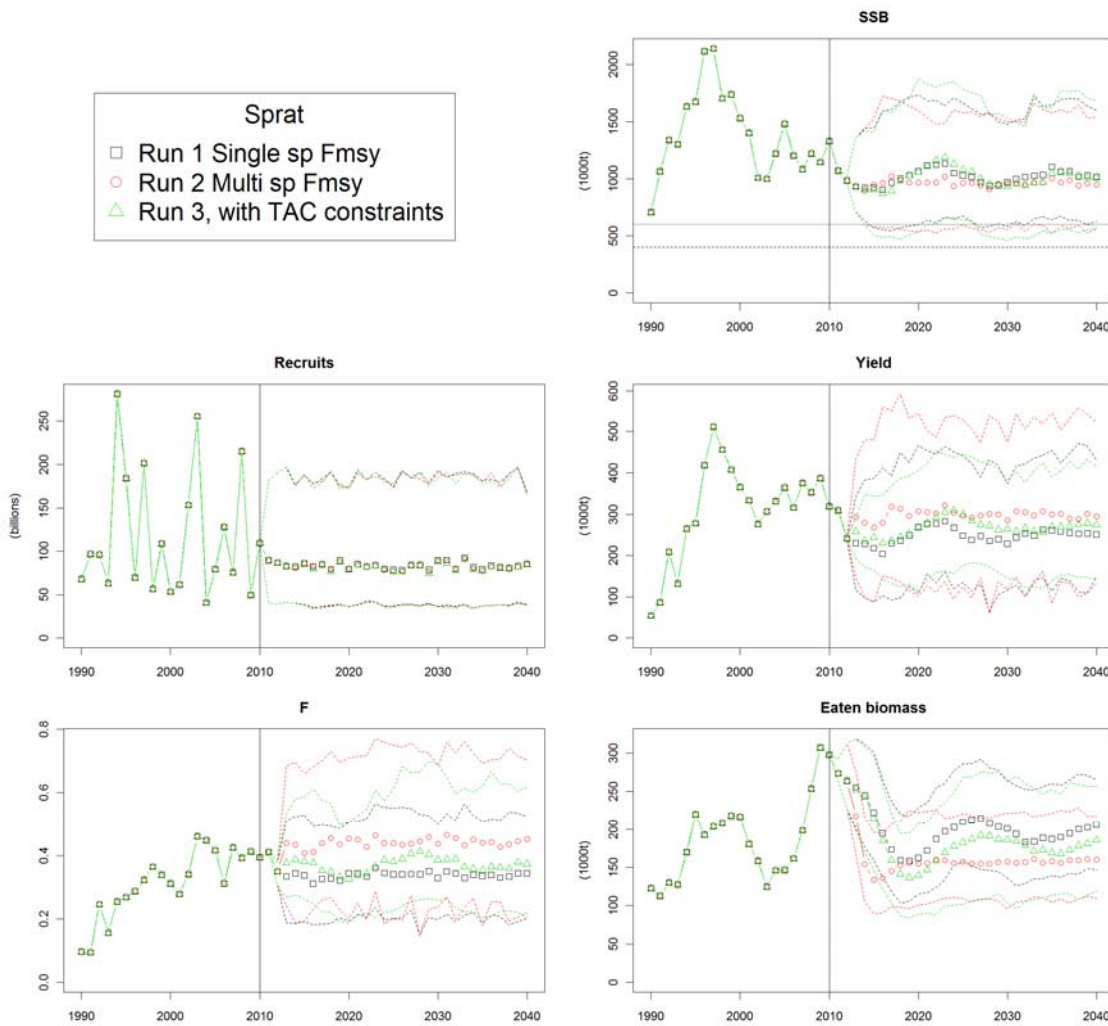 Sprat
Run 1 Single sp Fmsy
Run 2 Multi sp Fmsy
Run 3, with TAC constraints
SSB
(1000t)
0 500 1000 1500 2000
1990 2000 2010 2020 2030 2040
Recruits
(billions)
0 50 100 150 200 250
1990 2000 2010 2020 2030 2040
Yield
(1000t)
0 100 200 300 400 500 600
1990 2000 2010 2020 2030 2040
F
0.0 0.2 0.4 0.6 0.8
1990 2000 2010 2020 2030 2040
Eaten biomass
(1000t)
0 50 100 150 200 250 300
1990 2000 2010 2020 2030 2040